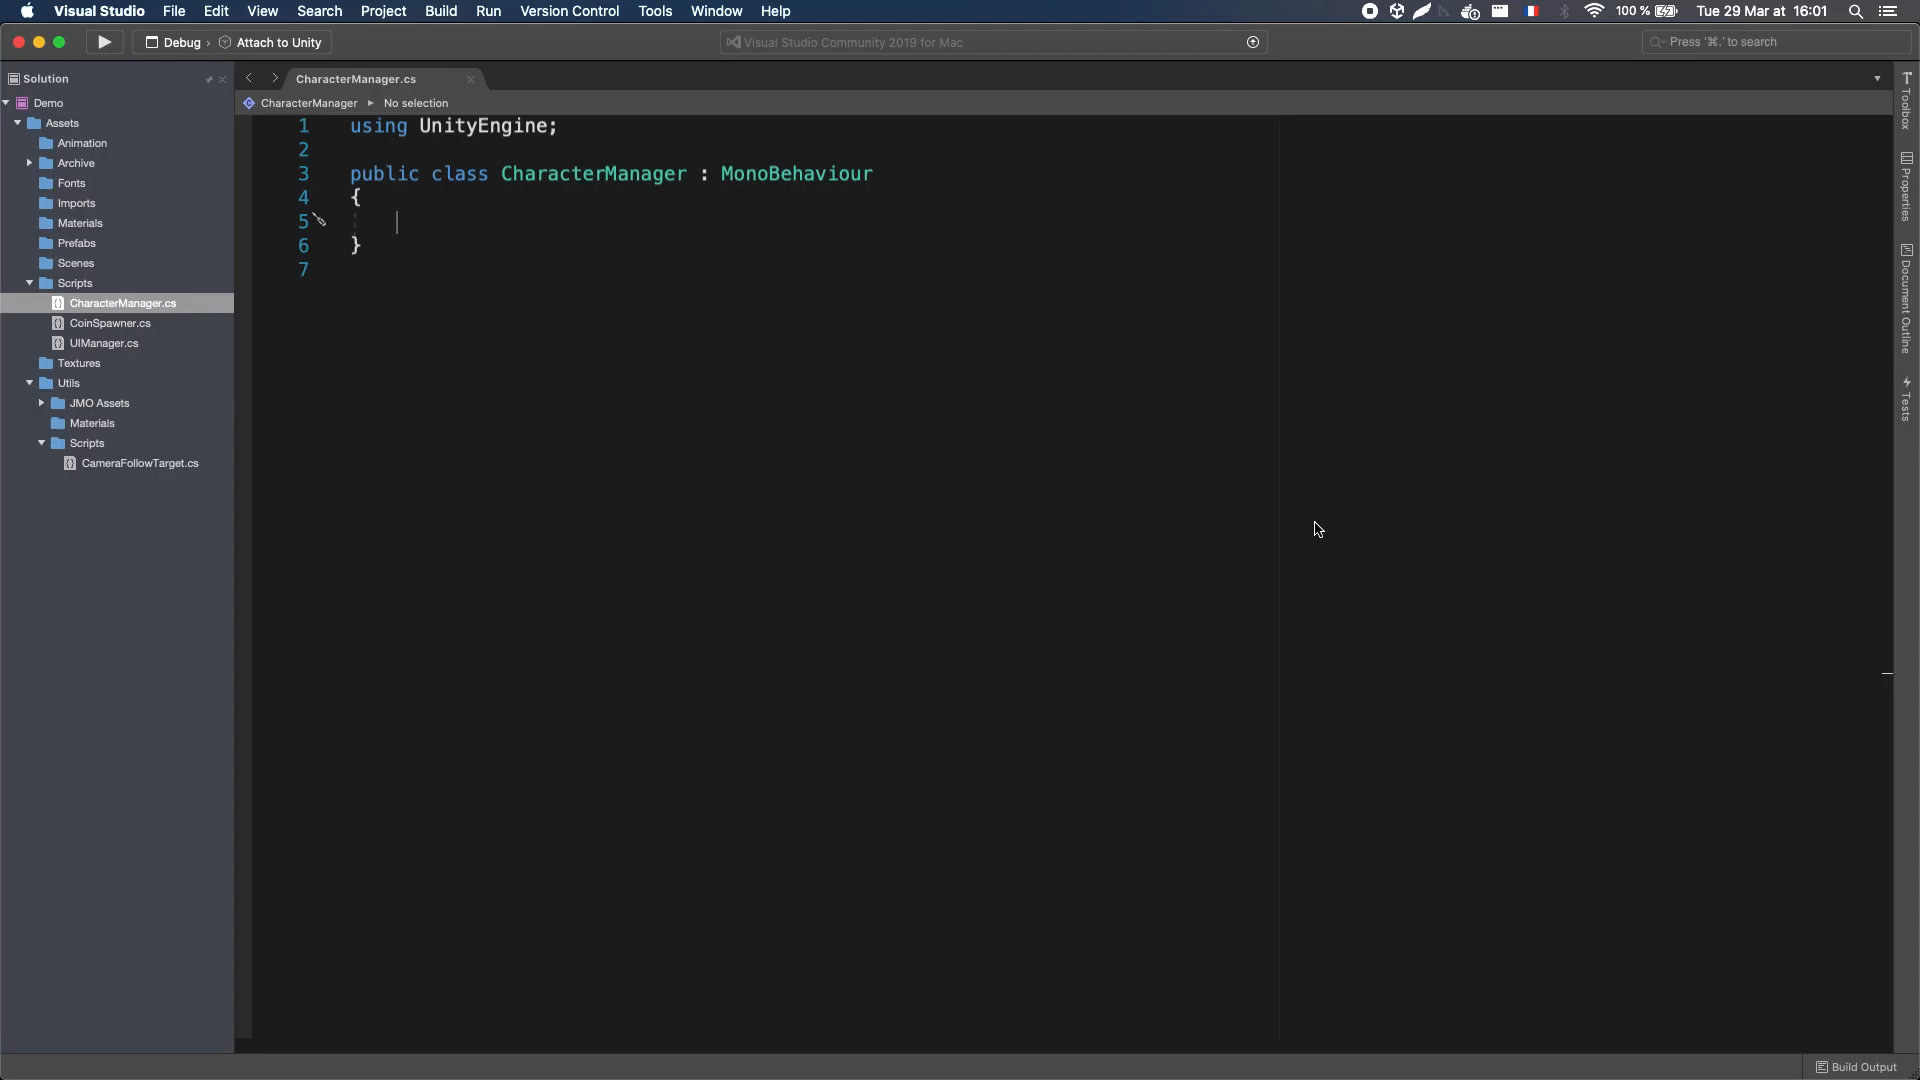 Visual Studio File Edit View Search Project Build Run Version Control Tools Window Help 100 % Tue 29 Mar at 16:01
Debug › Attach to Unity Visual Studio Community 2019 for Mac Press '⌘.' to search
Solution
Demo
Assets
Animation
Archive
Fonts
Imports
Materials
Prefabs
Scenes
Scripts
CharacterManager.cs
CoinSpawner.cs
UIManager.cs
Textures
Utils
JMO Assets
Materials
Scripts
CameraFollowTarget.cs
CharacterManager.cs
CharacterManager ▸ No selection
1 using UnityEngine;
2
3 public class CharacterManager : MonoBehaviour
4 {
5
6 }
7
Toolbox
Properties
Document Outline
Tests
Build Output